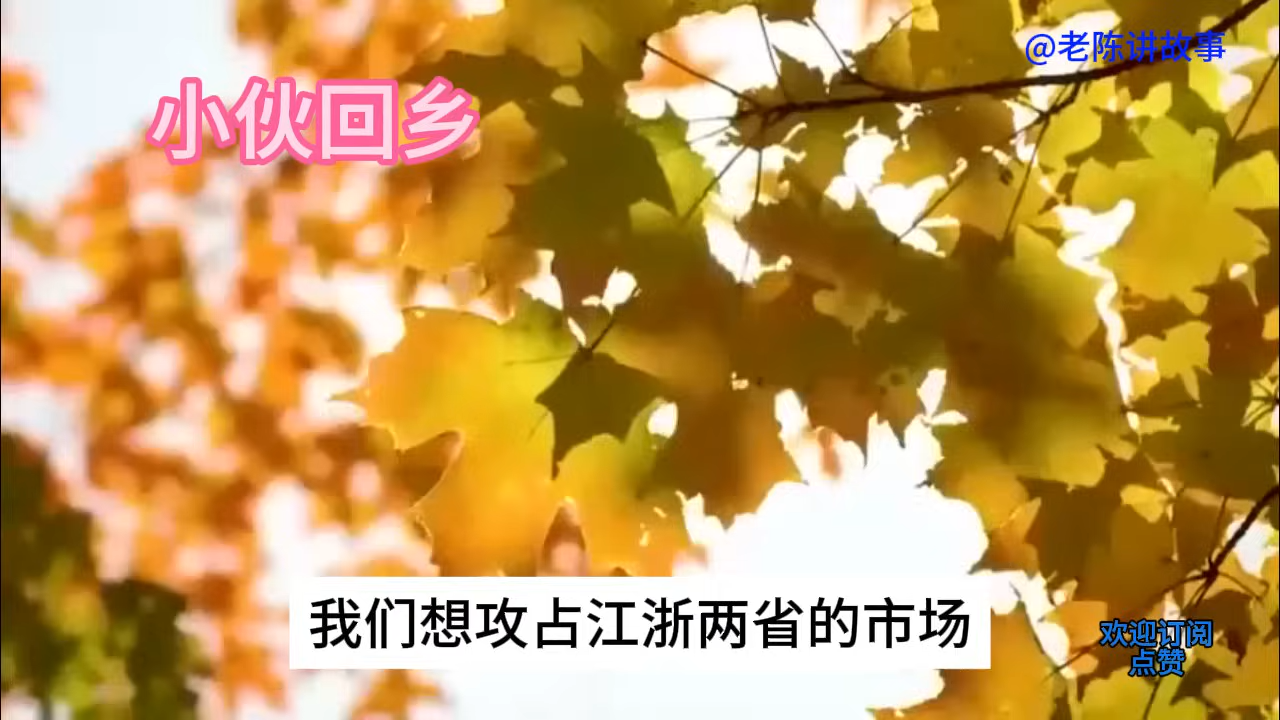 @老陈讲故事
小伙回乡
我们想攻占江浙两省的市场
欢迎订阅
点赞